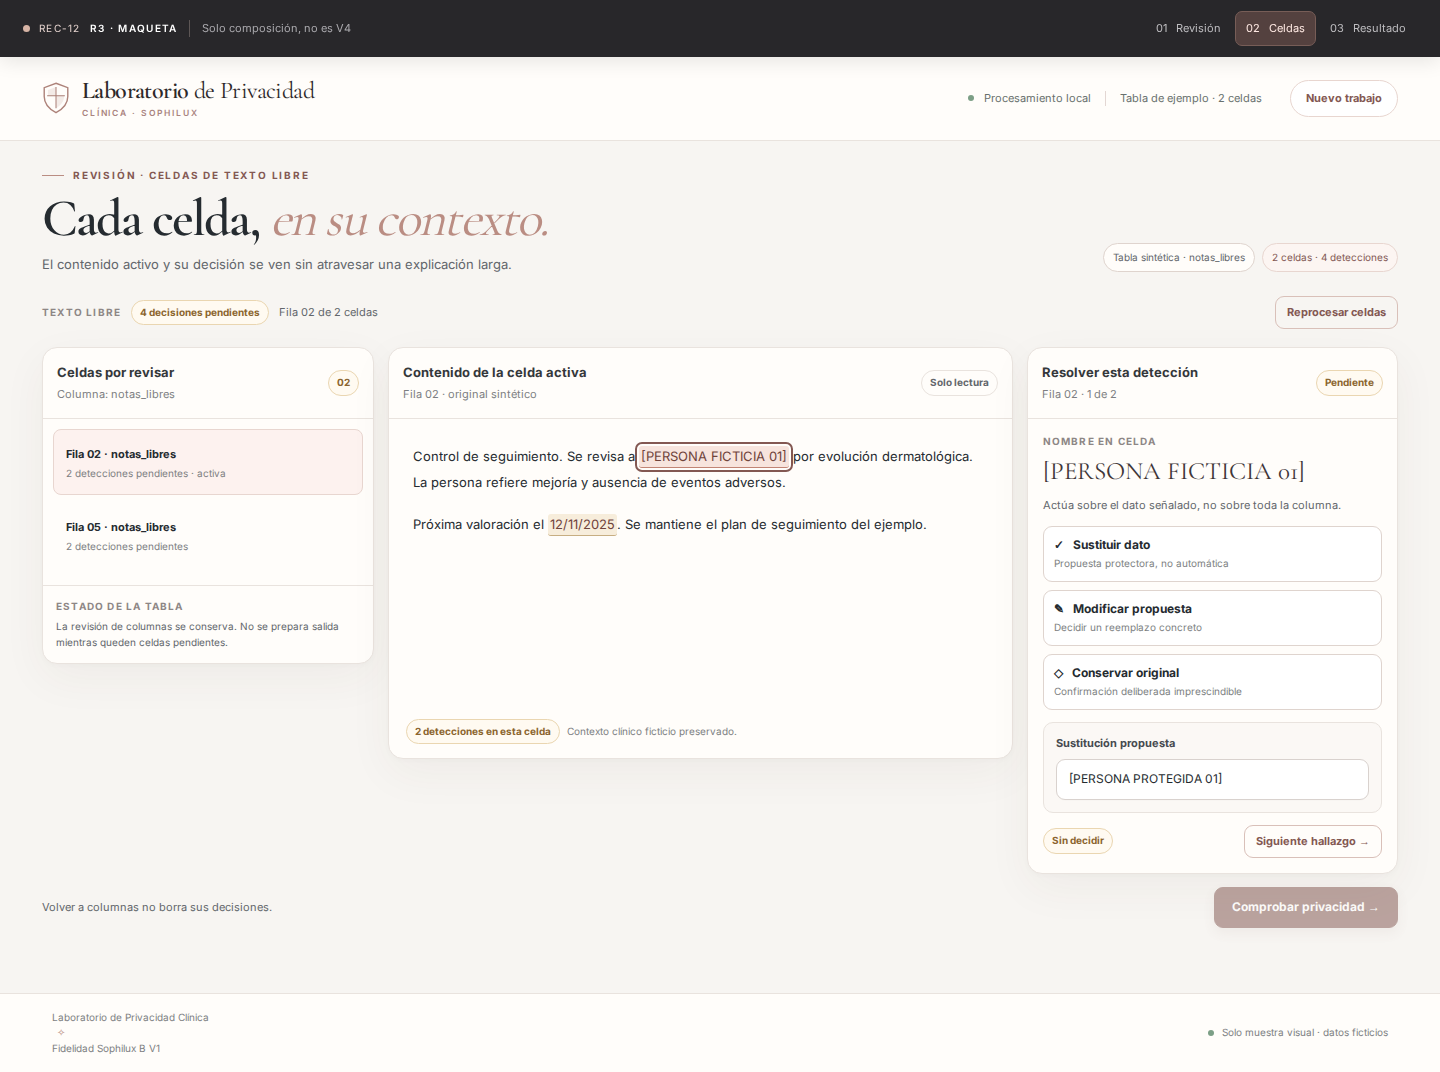 REC-12 R3 · MAQUETA Solo composición, no es V4
01 Revisión 02 Celdas 03 Resultado
Laboratorio de Privacidad
CLÍNICA · SOPHILUX
Procesamiento local Tabla de ejemplo · 2 celdas Nuevo trabajo
REVISIÓN · CELDAS DE TEXTO LIBRE
Cada celda, en su contexto.
El contenido activo y su decisión se ven sin atravesar una explicación larga.
Tabla sintética · notas_libres 2 celdas · 4 detecciones
TEXTO LIBRE 4 decisiones pendientes Fila 02 de 2 celdas
Reprocesar celdas
Celdas por revisar
Columna: notas_libres
02
Fila 02 · notas_libres
2 detecciones pendientes · activa
Fila 05 · notas_libres
2 detecciones pendientes
ESTADO DE LA TABLA
La revisión de columnas se conserva. No se prepara salida
mientras queden celdas pendientes.
Contenido de la celda activa
Fila 02 · original sintético
Solo lectura
Control de seguimiento. Se revisa a [PERSONA FICTICIA 01] por evolución dermatológica.
La persona refiere mejoría y ausencia de eventos adversos.
Próxima valoración el 12/11/2025. Se mantiene el plan de seguimiento del ejemplo.
2 detecciones en esta celda Contexto clínico ficticio preservado.
Resolver esta detección
Fila 02 · 1 de 2
Pendiente
NOMBRE EN CELDA
[PERSONA FICTICIA 01]
Actúa sobre el dato señalado, no sobre toda la columna.
✓ Sustituir dato
Propuesta protectora, no automática
✎ Modificar propuesta
Decidir un reemplazo concreto
◇ Conservar original
Confirmación deliberada imprescindible
Sustitución propuesta
[PERSONA PROTEGIDA 01]
Sin decidir
Siguiente hallazgo →
Volver a columnas no borra sus decisiones.
Comprobar privacidad →
Laboratorio de Privacidad Clínica
✧
Fidelidad Sophilux B V1
Solo muestra visual · datos ficticios